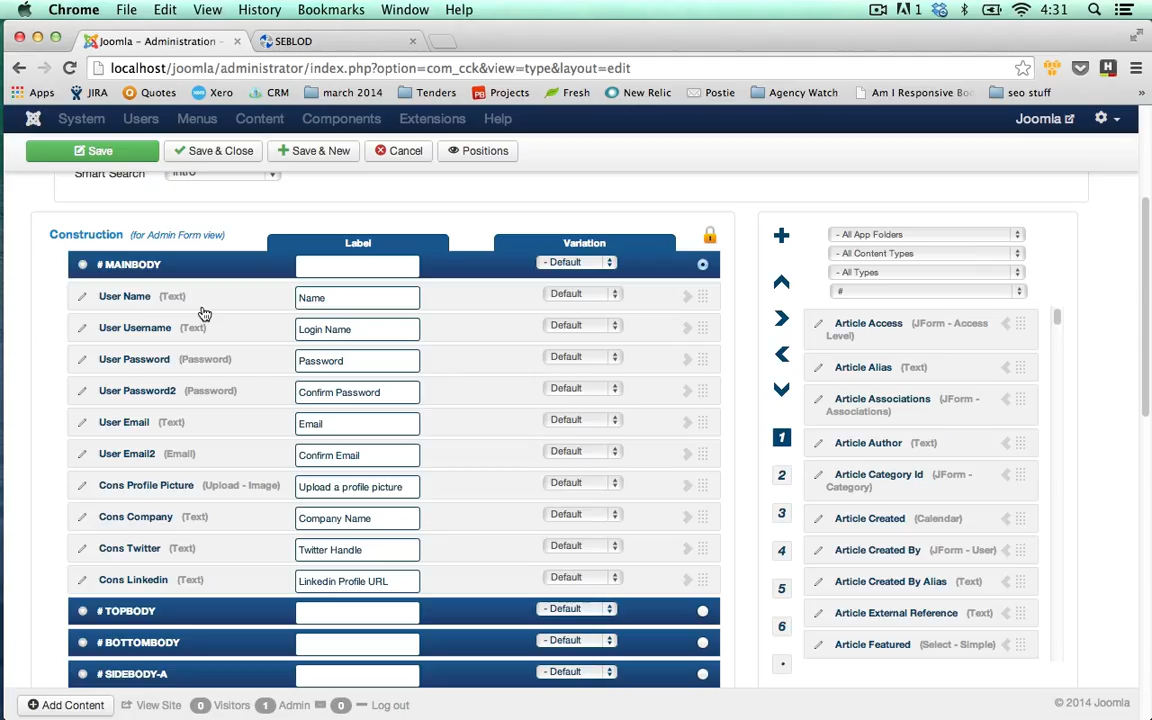 Chrome File Edit View History Bookmarks Window Help 1 4:31
Joomla - Administration - SEBLOD
localhost/joomla/administrator/index.php?option=com_cck&view=type&layout=edit
Apps JIRA Quotes Xero CRM march 2014 Tenders PB Projects Fresh New Relic Postie Agency Watch Am I Responsive Bo seo stuff »
System Users Menus Content Components Extensions Help Joomla
Save Save & Close Save & New Cancel Positions
Smart Search Intro
Construction (for Admin Form view) Label Variation
# MAINBODY - Default
User Name (Text) Name Default
User Username (Text) Login Name Default
User Password (Password) Password Default
User Password2 (Password) Confirm Password Default
User Email (Text) Email Default
User Email2 (Email) Confirm Email Default
Cons Profile Picture (Upload - Image) Upload a profile picture Default
Cons Company (Text) Company Name Default
Cons Twitter (Text) Twitter Handle Default
Cons Linkedin (Text) Linkedin Profile URL Default
# TOPBODY - Default
# BOTTOMBODY - Default
# SIDEBODY-A - Default
1
2
3
4
5
6
- All App Folders
- All Content Types
- All Types
#
Article Access (JForm - Access
Level)
Article Alias (Text)
Article Associations (JForm -
Associations)
Article Author (Text)
Article Category Id (JForm -
Category)
Article Created (Calendar)
Article Created By (JForm - User)
Article Created By Alias (Text)
Article External Reference (Text)
Article Featured (Select - Simple)
Add Content View Site 0 Visitors 1 Admin 0 Log out © 2014 Joomla